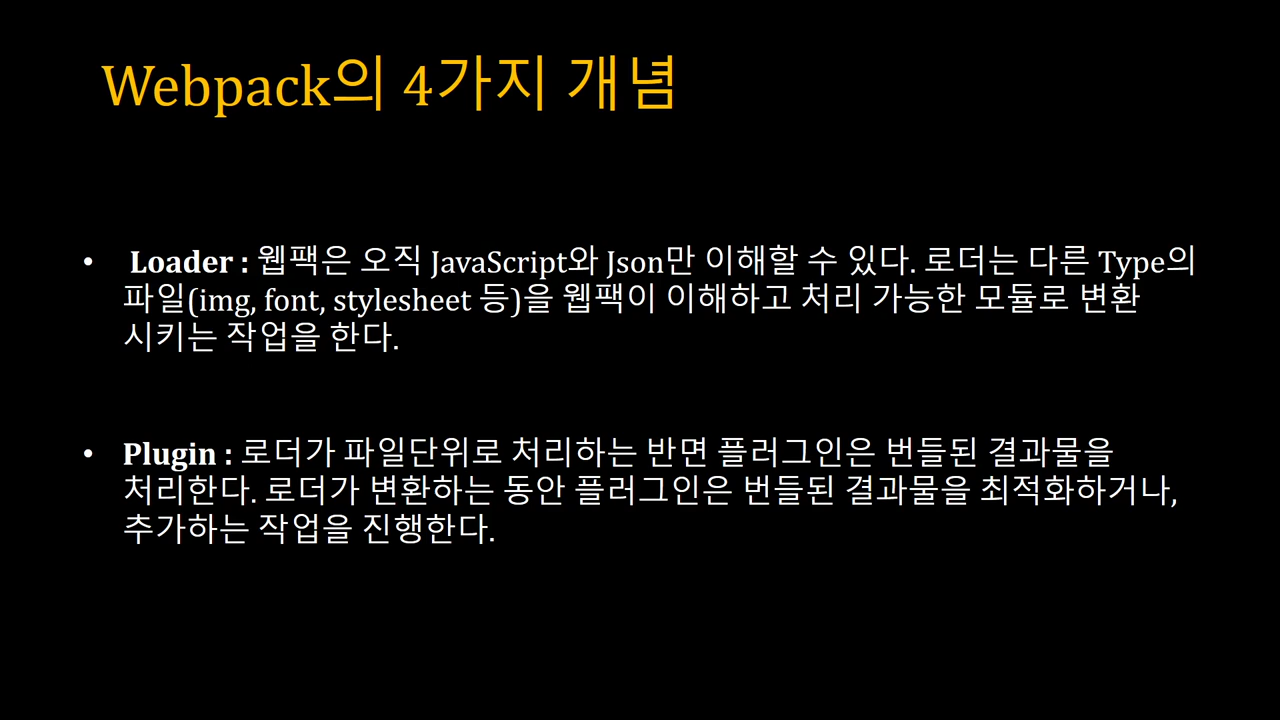 Webpack의 4가지 개념
• Loader : 웹팩은 오직 JavaScript와 Json만 이해할 수 있다. 로더는 다른 Type의
파일(img, font, stylesheet 등)을 웹팩이 이해하고 처리 가능한 모듈로 변환
시키는 작업을 한다.
• Plugin : 로더가 파일단위로 처리하는 반면 플러그인은 번들된 결과물을
처리한다. 로더가 변환하는 동안 플러그인은 번들된 결과물을 최적화하거나,
추가하는 작업을 진행한다.